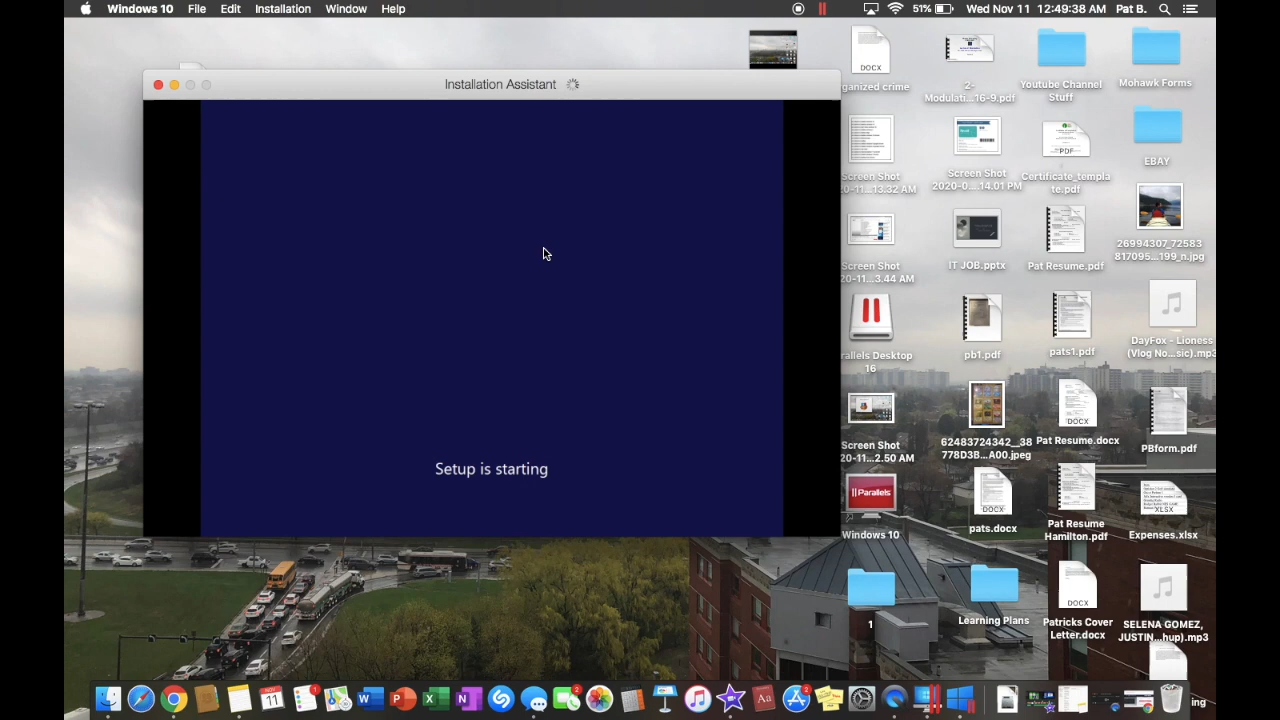 Windows 10 File Edit Installation Window Help 51% Wed Nov 11 12:49:38 AM Pat B.
Installation Assistant
Setup is starting
DOCX
ganized crime
2-
Modulati...16-9.pdf
Youtube Channel
Stuff
Mohawk Forms
Screen Shot
20-11...13.32 AM
Screen Shot
2020-0....14.01 PM
PDF
Certificate_templa
te.pdf
EBAY
Screen Shot
20-11...3.44 AM
IT JOB.pptx
Pat Resume.pdf
26994307_72583
817095...199_n.jpg
rallels Desktop
16
pb1.pdf
pats1.pdf
DayFox - Lioness
(Vlog No...sic).mp3
Screen Shot
20-11...2.50 AM
62483724342__38
778D3B...A00.jpeg
DOCX
Pat Resume.docx
PBform.pdf
Parallels
Windows 10
DOCX
pats.docx
Pat Resume
Hamilton.pdf
XLSX
Expenses.xlsx
1
Learning Plans
DOCX
Patricks Cover
Letter.docx
SELENA GOMEZ,
JUSTIN...hup).mp3
ing